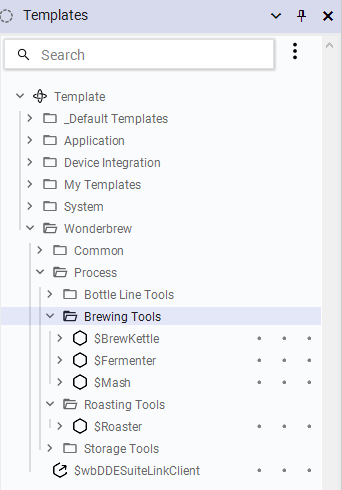 Templates
Search
Template
_Default Templates
Application
Device Integration
My Templates
System
Wonderbrew
Common
Process
Bottle Line Tools
Brewing Tools
$BrewKettle
$Fermenter
$Mash
Roasting Tools
$Roaster
Storage Tools
$wbDDESuiteLinkClient